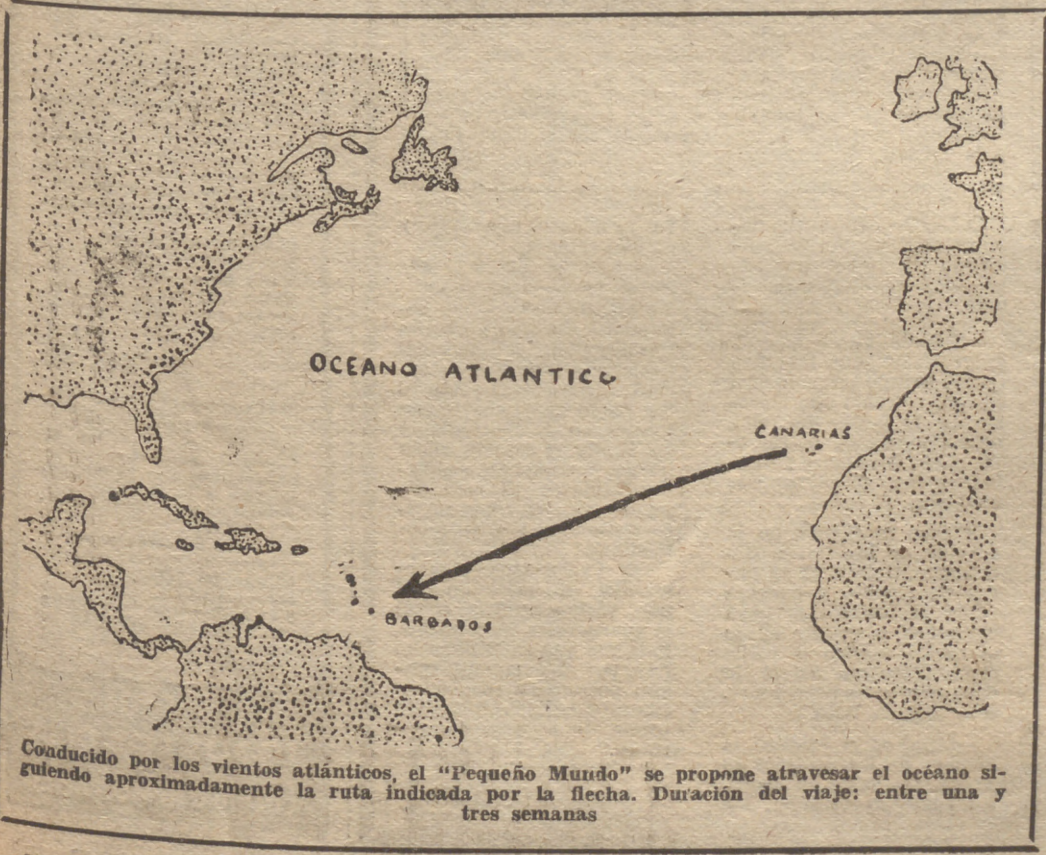 OCEANO ATLANTICO
CANARIAS
BARBADOS
Conducido por los vientos atlánticos, el "Pequeño Mundo" se propone atravesar el océano si-
guiendo aproximadamente la ruta indicada por la flecha. Duración del viaje: entre una y
tres semanas